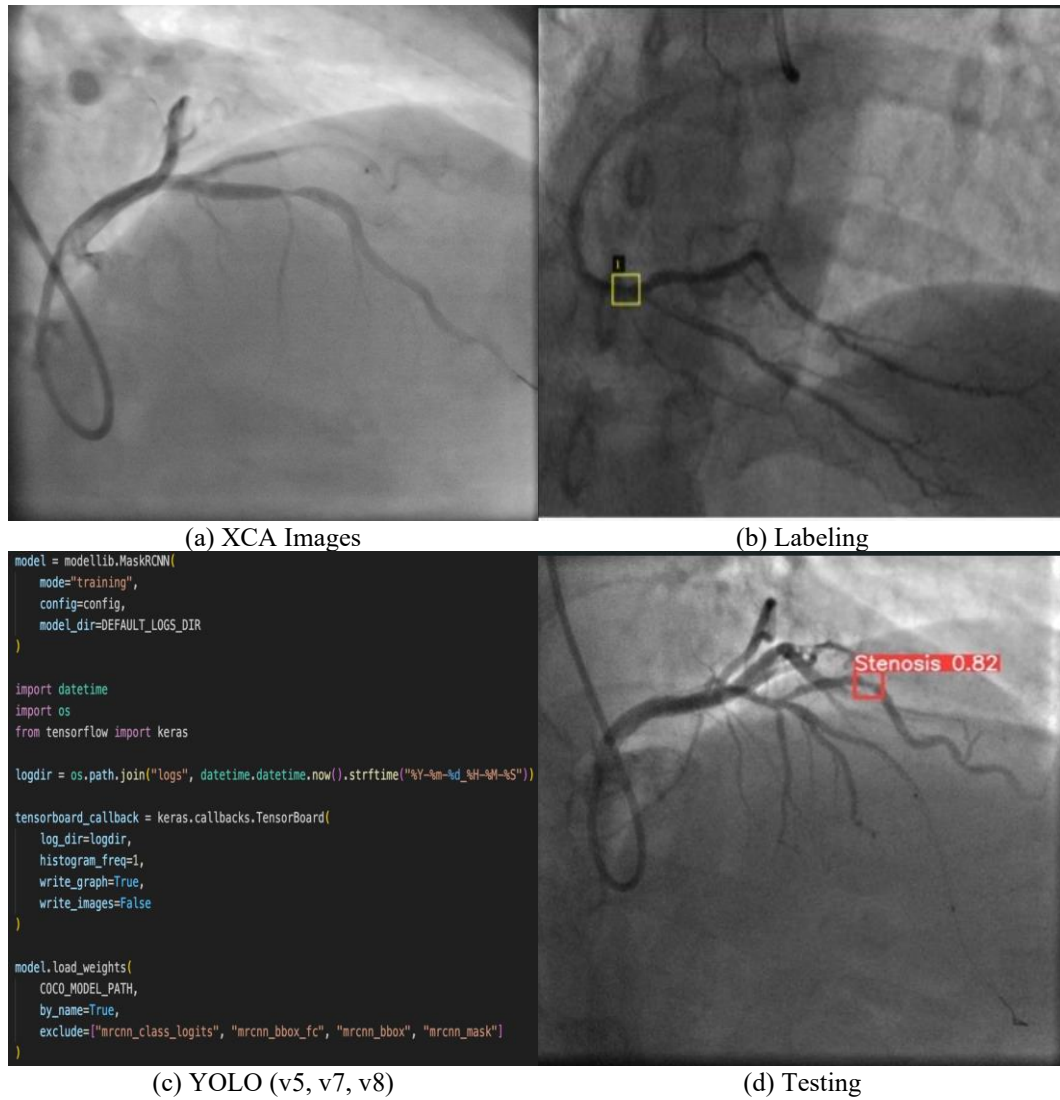 1
(a) XCA Images
(b) Labeling
model = modellib.MaskRCNN(
    mode="training",
    config=config,
    model_dir=DEFAULT_LOGS_DIR
)
import datetime
import os
from tensorflow import keras
logdir = os.path.join("logs", datetime.datetime.now().strftime("%Y-%m-%d_%H-%M-%S"))
tensorboard_callback = keras.callbacks.TensorBoard(
    log_dir=logdir,
    histogram_freq=1,
    write_graph=True,
    write_images=False
)
model.load_weights(
    COCO_MODEL_PATH,
    by_name=True,
    exclude=["mrcnn_class_logits", "mrcnn_bbox_fc", "mrcnn_bbox", "mrcnn_mask"]
)
Stenosis 0.82
(c) YOLO (v5, v7, v8)
(d) Testing